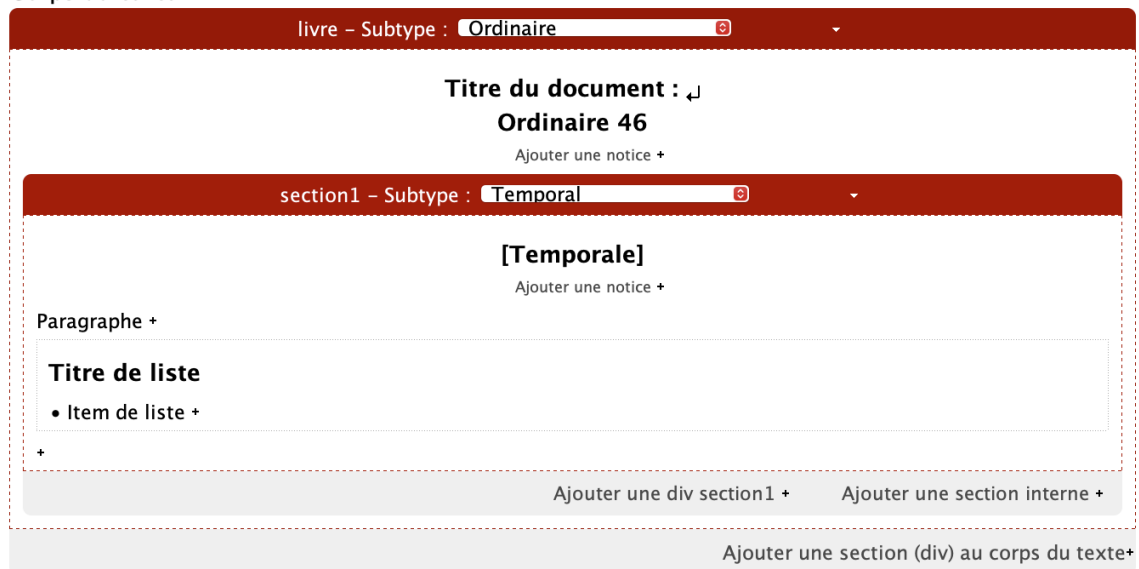 livre – Subtype : Ordinaire
Titre du document :
Ordinaire 46
Ajouter une notice +
section1 – Subtype : Temporal
[Temporale]
Ajouter une notice +
Paragraphe +
Titre de liste
• Item de liste +
+
Ajouter une div section1 + Ajouter une section interne +
Ajouter une section (div) au corps du texte+